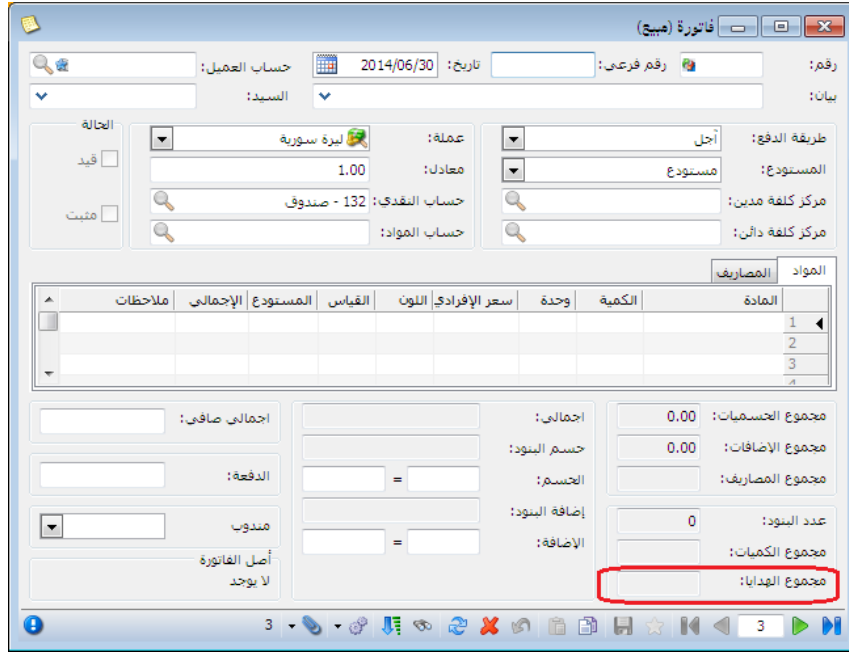 فاتورة (مبيع)
رقم: رقم فرعي: تاريخ: 2014/06/30 حساب العميل:
بيان: السيد:
طريقة الدفع: آجل عملة: ليرة سورية الحالة
المستودع: مستودع معادل: 1.00 قيد
مركز كلفة مدين: حساب النقدي: 132 - صندوق
مركز كلفة دائن: حساب المواد: مثبت
المواد المصاريف
المادة الكمية وحدة سعر الإفرادي اللون القياس المستودع الإجمالي ملاحظات
1
2
3
4
مجموع الحسميات: 0.00 اجمالي: اجمالي صافي:
مجموع الإضافات: 0.00 حسم البنود:
مجموع المصاريف: الحسم: = الدفعة:
عدد البنود: 0 إضافة البنود: مندوب
مجموع الكميات: الإضافة: = أصل الفاتورة
مجموع الهدايا: لا يوجد
3 3